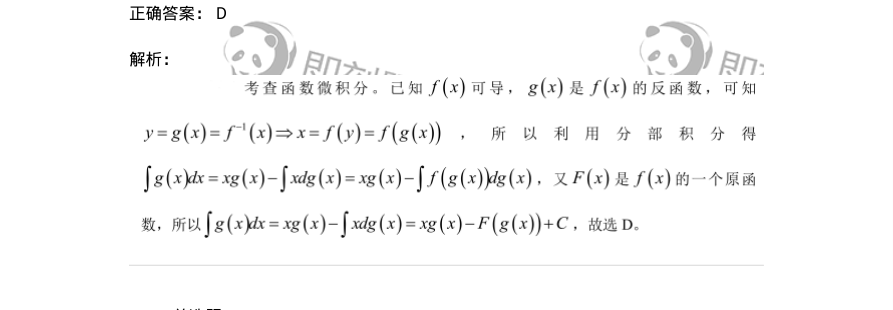 正确答案： D
解析：
考查函数微积分。已知 f(x) 可导， g(x) 是 f(x) 的反函数，可知
y = g(x) = f⁻¹(x) ⇒ x = f(y) = f(g(x)) ， 所 以 利 用 分 部 积 分 得
∫g(x)dx = xg(x) − ∫xdg(x) = xg(x) − ∫f(g(x))dg(x) ，又 F(x) 是 f(x) 的一个原函
数，所以 ∫g(x)dx = xg(x) − ∫xdg(x) = xg(x) − F(g(x)) + C ，故选 D。